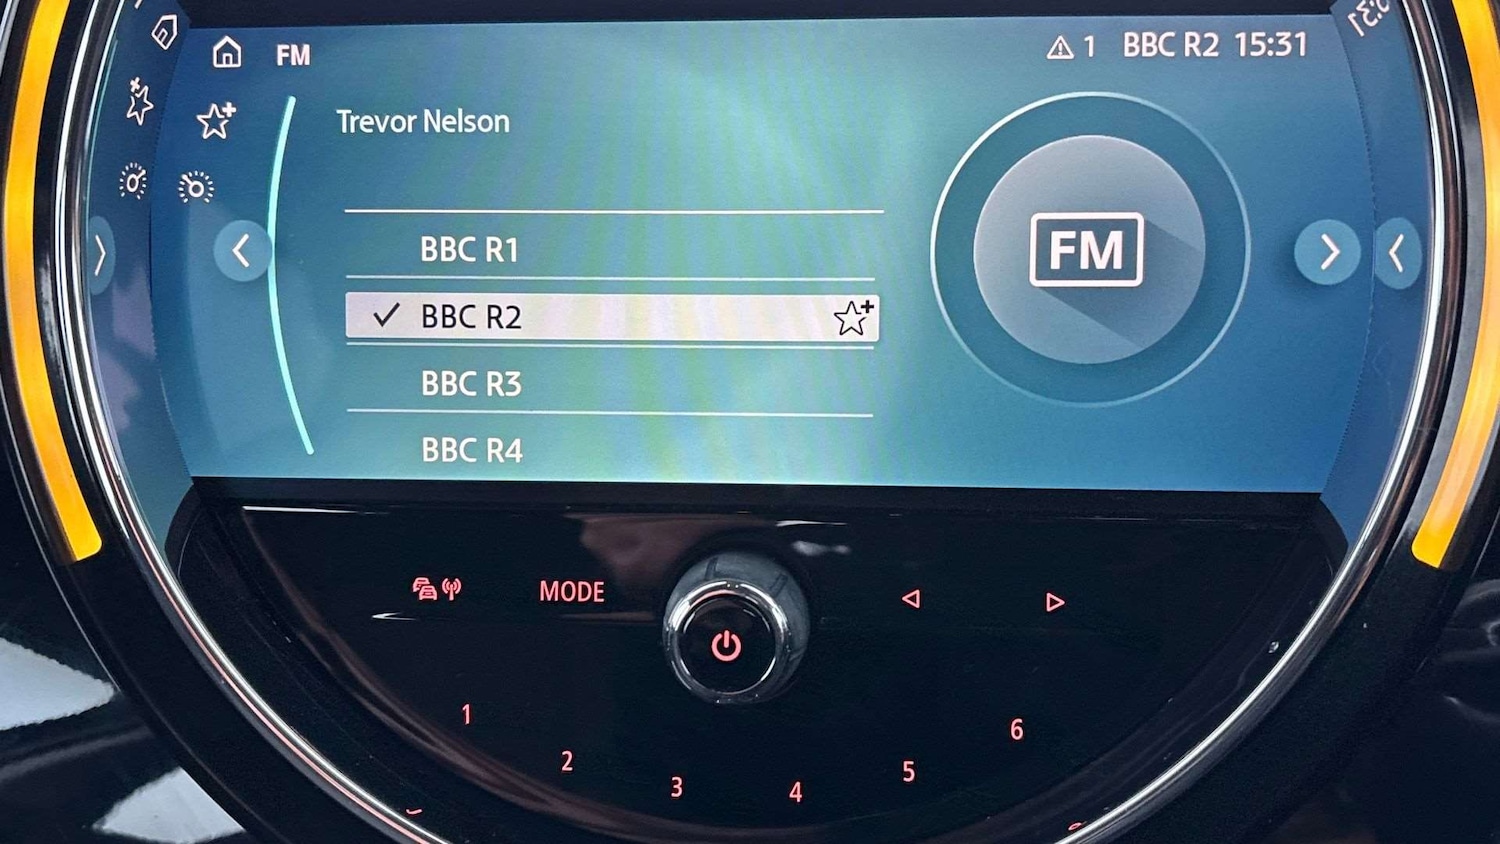 FM
1 BBC R2 15:31
Trevor Nelson
BBC R1
BBC R2
FM
BBC R3
BBC R4
MODE
1
2
3
4
5
6